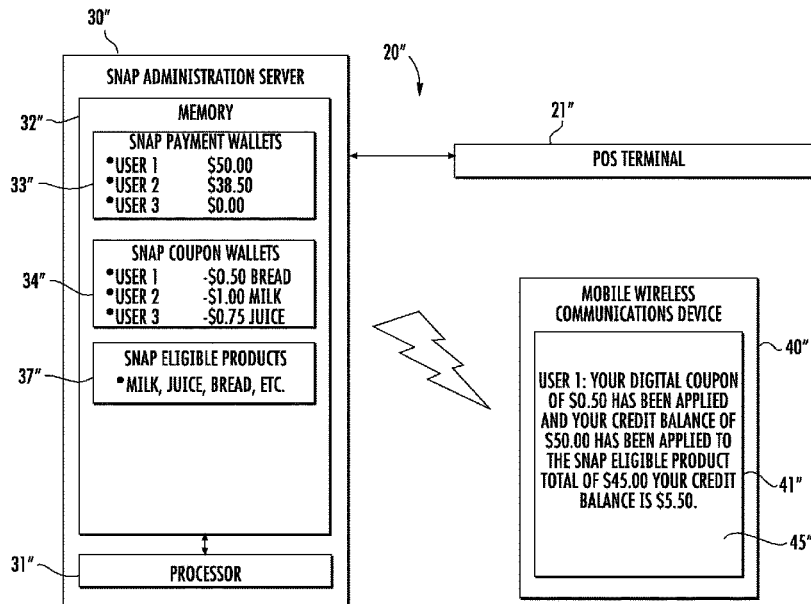 30"
SNAP ADMINISTRATION SERVER
20"
32"
MEMORY
21"
SNAP PAYMENT WALLETS
•USER 1 $50.00
•USER 2 $38.50
•USER 3 $0.00
33"
POS TERMINAL
SNAP COUPON WALLETS
•USER 1 -$0.50 BREAD
•USER 2 -$1.00 MILK
•USER 3 -$0.75 JUICE
34"
SNAP ELIGIBLE PRODUCTS
•MILK, JUICE, BREAD, ETC.
37"
MOBILE WIRELESS
COMMUNICATIONS DEVICE
40"
USER 1: YOUR DIGITAL COUPON
OF $0.50 HAS BEEN APPLIED
AND YOUR CREDIT BALANCE OF
$50.00 HAS BEEN APPLIED TO
THE SNAP ELIGIBLE PRODUCT
TOTAL OF $45.00 YOUR CREDIT
BALANCE IS $5.50.
41"
45"
31"
PROCESSOR